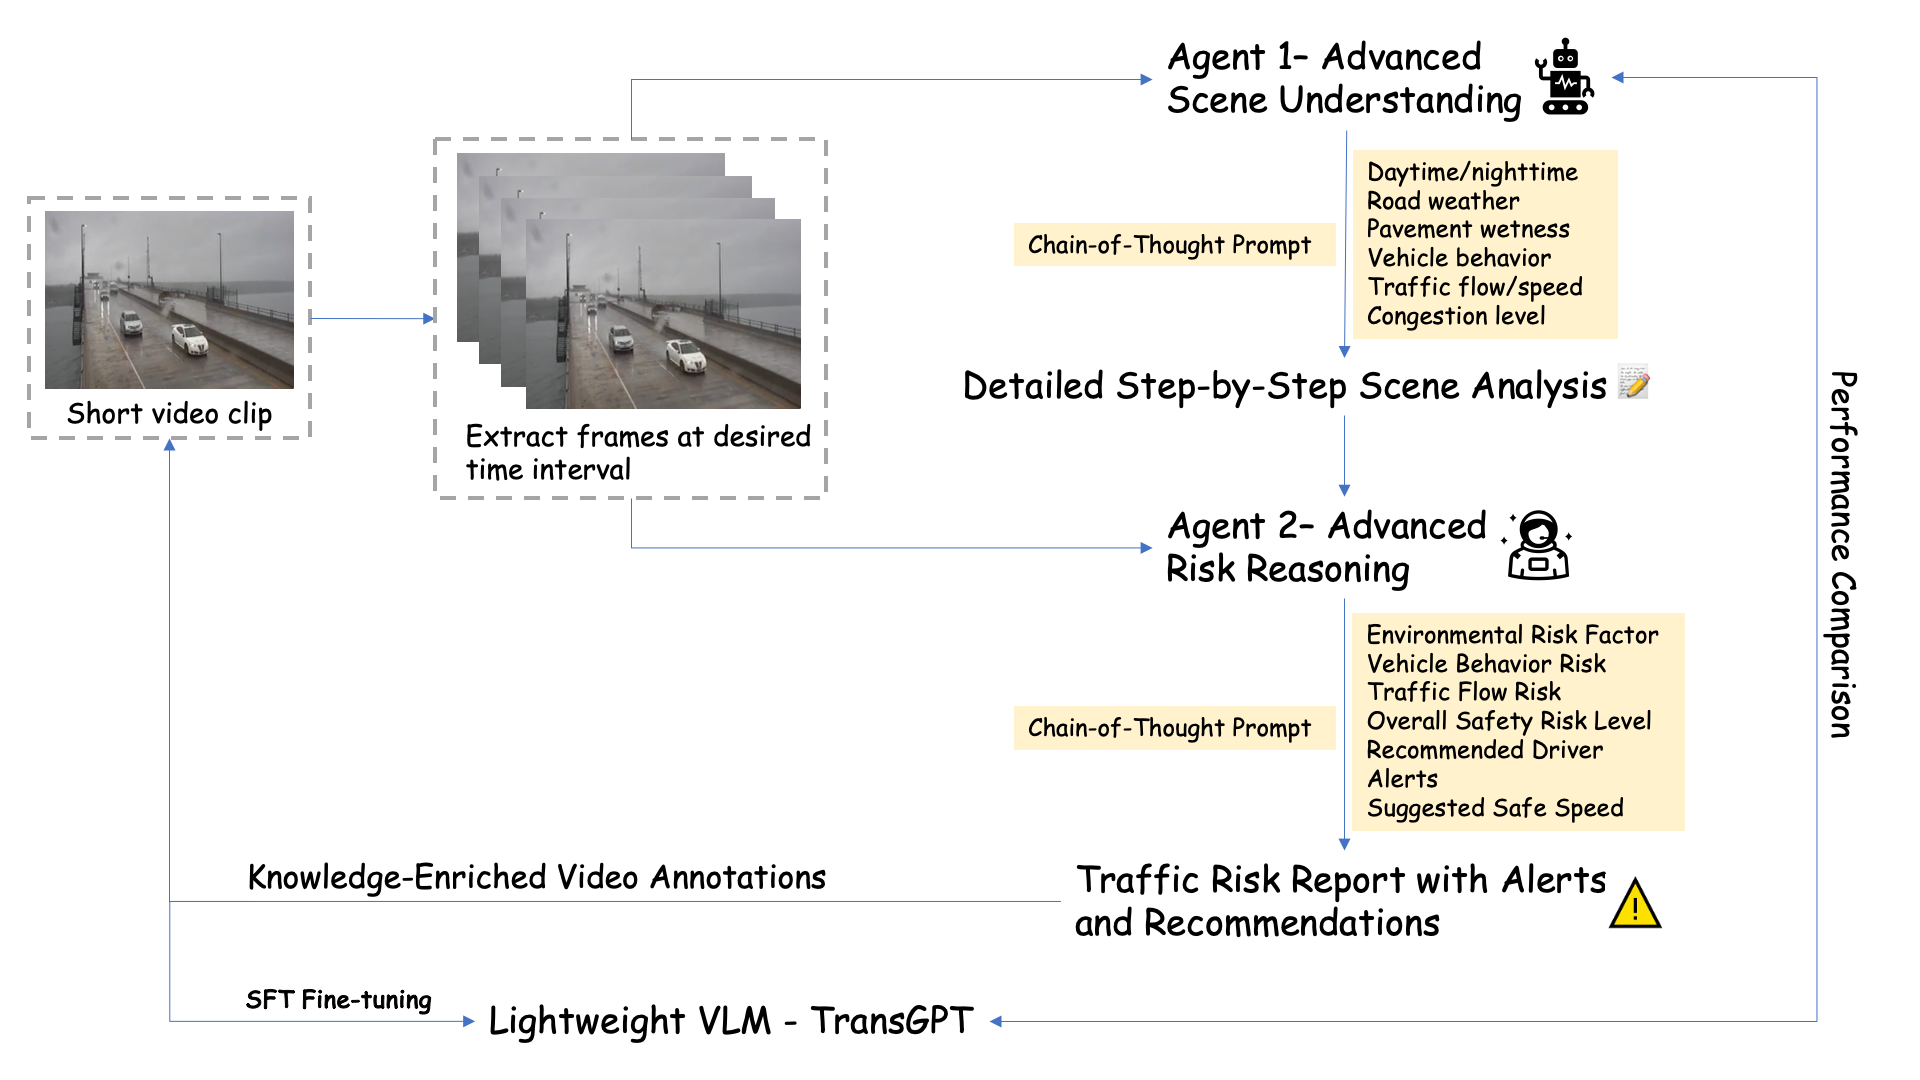 Agent 1– Advanced
Scene Understanding
Daytime/nighttime
Road weather
Pavement wetness
Vehicle behavior
Traffic flow/speed
Congestion level
Chain-of-Thought Prompt
Short video clip
Extract frames at desired
time interval
Detailed Step-by-Step Scene Analysis
Agent 2– Advanced
Risk Reasoning
Environmental Risk Factor
Vehicle Behavior Risk
Traffic Flow Risk
Overall Safety Risk Level
Recommended Driver
Alerts
Suggested Safe Speed
Chain-of-Thought Prompt
Performance Comparison
Knowledge-Enriched Video Annotations
Traffic Risk Report with Alerts
and Recommendations
SFT Fine-tuning
Lightweight VLM - TransGPT